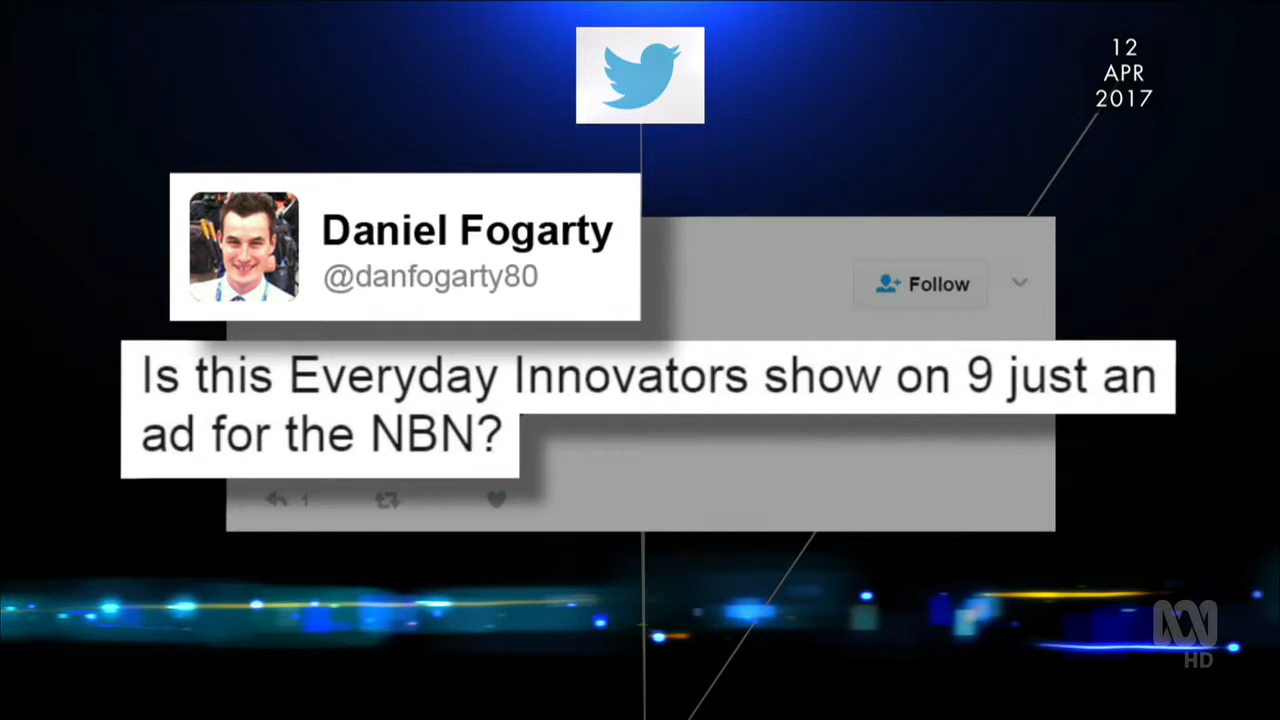 12
APR
2017
Daniel Fogarty
@danfogarty80
Follow
Is this Everyday Innovators show on 9 just an
ad for the NBN?
1
HD